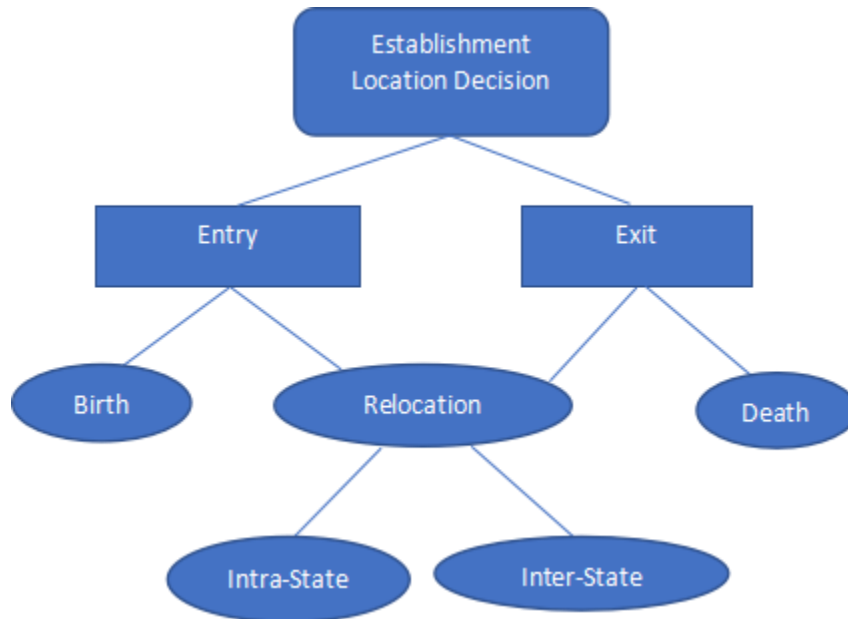 Establishment
Location Decision
Entry
Exit
Birth
Relocation
Death
Intra-State
Inter-State